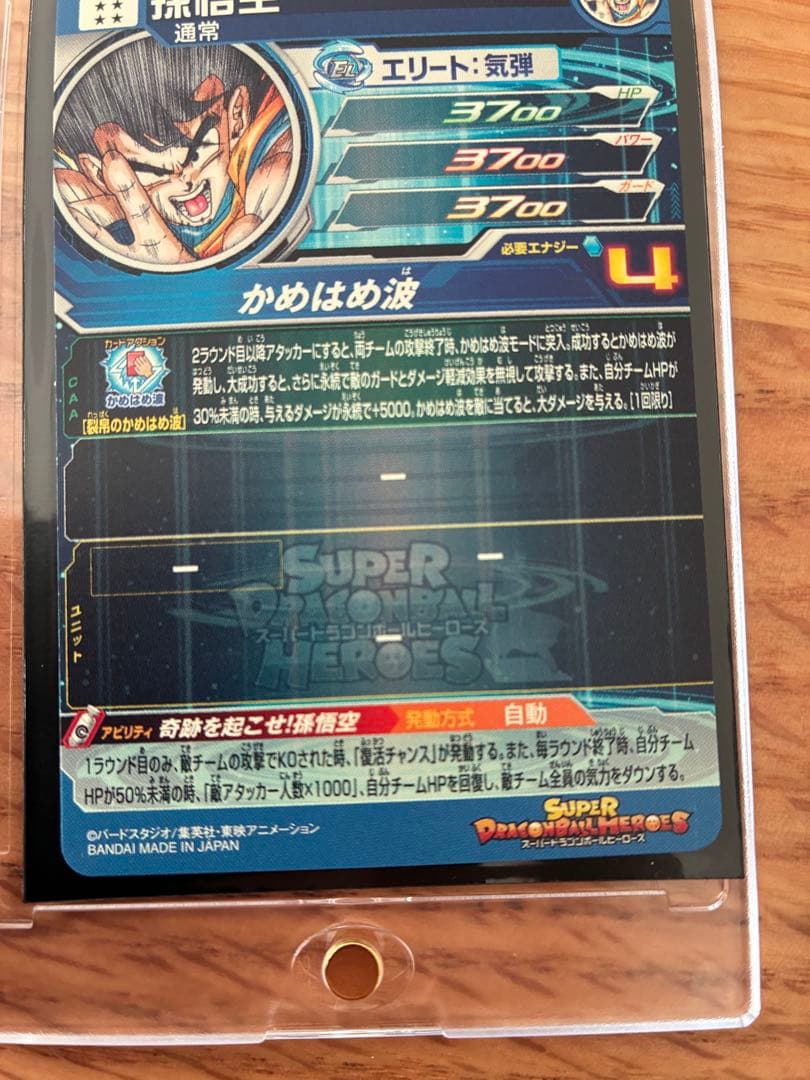 孫悟空
通常
エリート:気弾
HP
3700
パワー
3700
ガード
3700
必要エナジー
4
かめはめ波
CAA
カードアクション
かめはめ波
[裂帛のかめはめ波]
2ラウンド目以降アタッカーにすると、両チームの攻撃終了時、かめはめ波モードに突入。成功するとかめはめ波が
発動し、大成功すると、さらに永続で敵のガードとダメージ軽減効果を無視して攻撃する。また、自分チームHPが
30%未満の時、与えるダメージが永続で+5000。かめはめ波を敵に当てると、大ダメージを与える。[1回限り]
ー
ユニット
ー
ー
ー
SUPER
DRAGONBALL
スーパードラゴンボールヒーローズ
HEROES
アビリティ 奇跡を起こせ!孫悟空 発動方式 自動
1ラウンド目のみ、敵チームの攻撃でKOされた時、「復活チャンス」が発動する。また、毎ラウンド終了時、自分チーム
HPが50%未満の時、「敵アタッカー人数×1000」、自分チームHPを回復し、敵チーム全員の気力をダウンする。
©バードスタジオ/集英社・東映アニメーション
BANDAI MADE IN JAPAN
SUPER
DRAGONBALL HEROES
スーパードラゴンボールヒーローズ